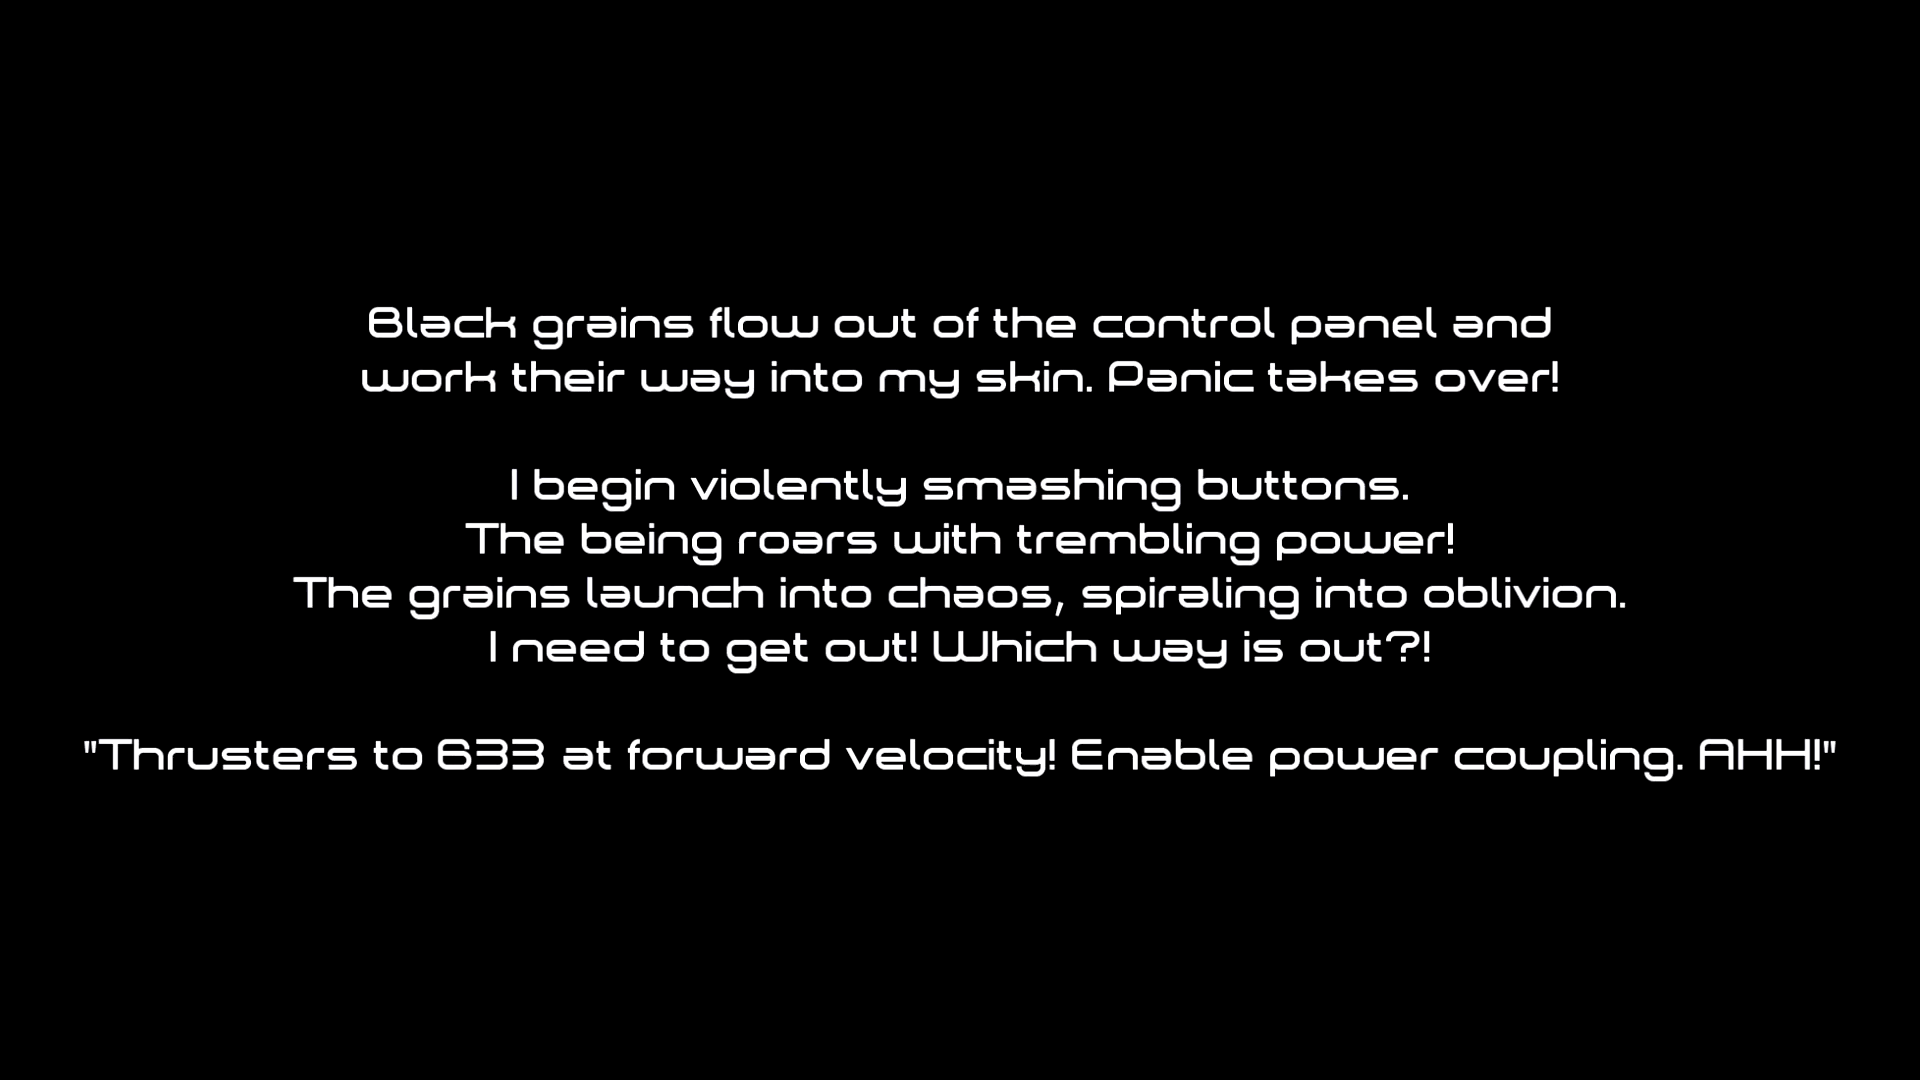 Black grains flow out of the control panel and
work their way into my skin. Panic takes over!
I begin violently smashing buttons.
The being roars with trembling power!
The grains launch into chaos, spiraling into oblivion.
I need to get out! Which way is out?!
"Thrusters to 633 at forward velocity! Enable power coupling. AHH!"